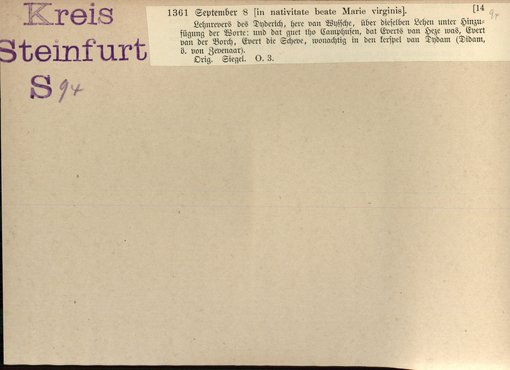 Kreis
Steinfurt
S 94
1361 September 8 [in nativitate beate Marie virginis]. [14
Lehnrevers des Dyderich, here van Wyssche, über dieselben Lehen unter Hinzu-
fügung der Worte: und dat guet tho Camphusen, dat Everts van Heze was, Evert
van der Borch, Evert die Scheve, wonachtig in den kerspel van Dydam (Didam,
ö. von Zevenaar).
Orig. Siegel. O. 3.